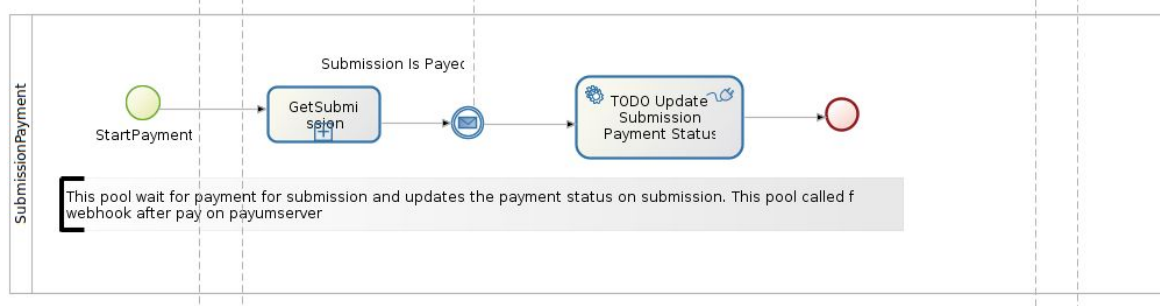 SubmissionPayment
Submission Is Payed
StartPayment
GetSubmi
ssion
TODO Update
Submission
Payment Status
This pool wait for payment for submission and updates the payment status on submission. This pool called f
webhook after pay on payumserver